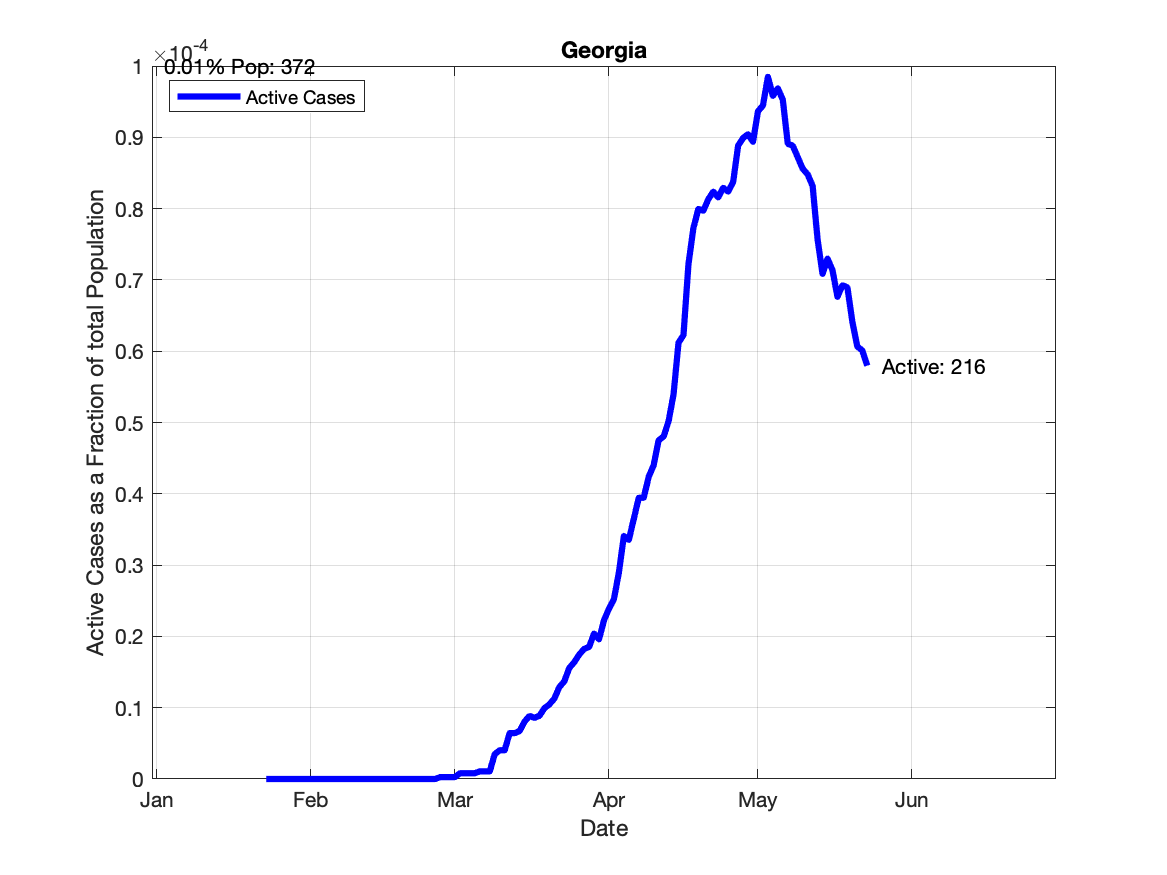 Georgia
×10-4
0.01% Pop: 372
Active Cases
1
0.9
0.8
0.7
0.6
0.5
0.4
0.3
0.2
0.1
0
Active Cases as a Fraction of total Population
Active: 216
Jan Feb Mar Apr May Jun
Date